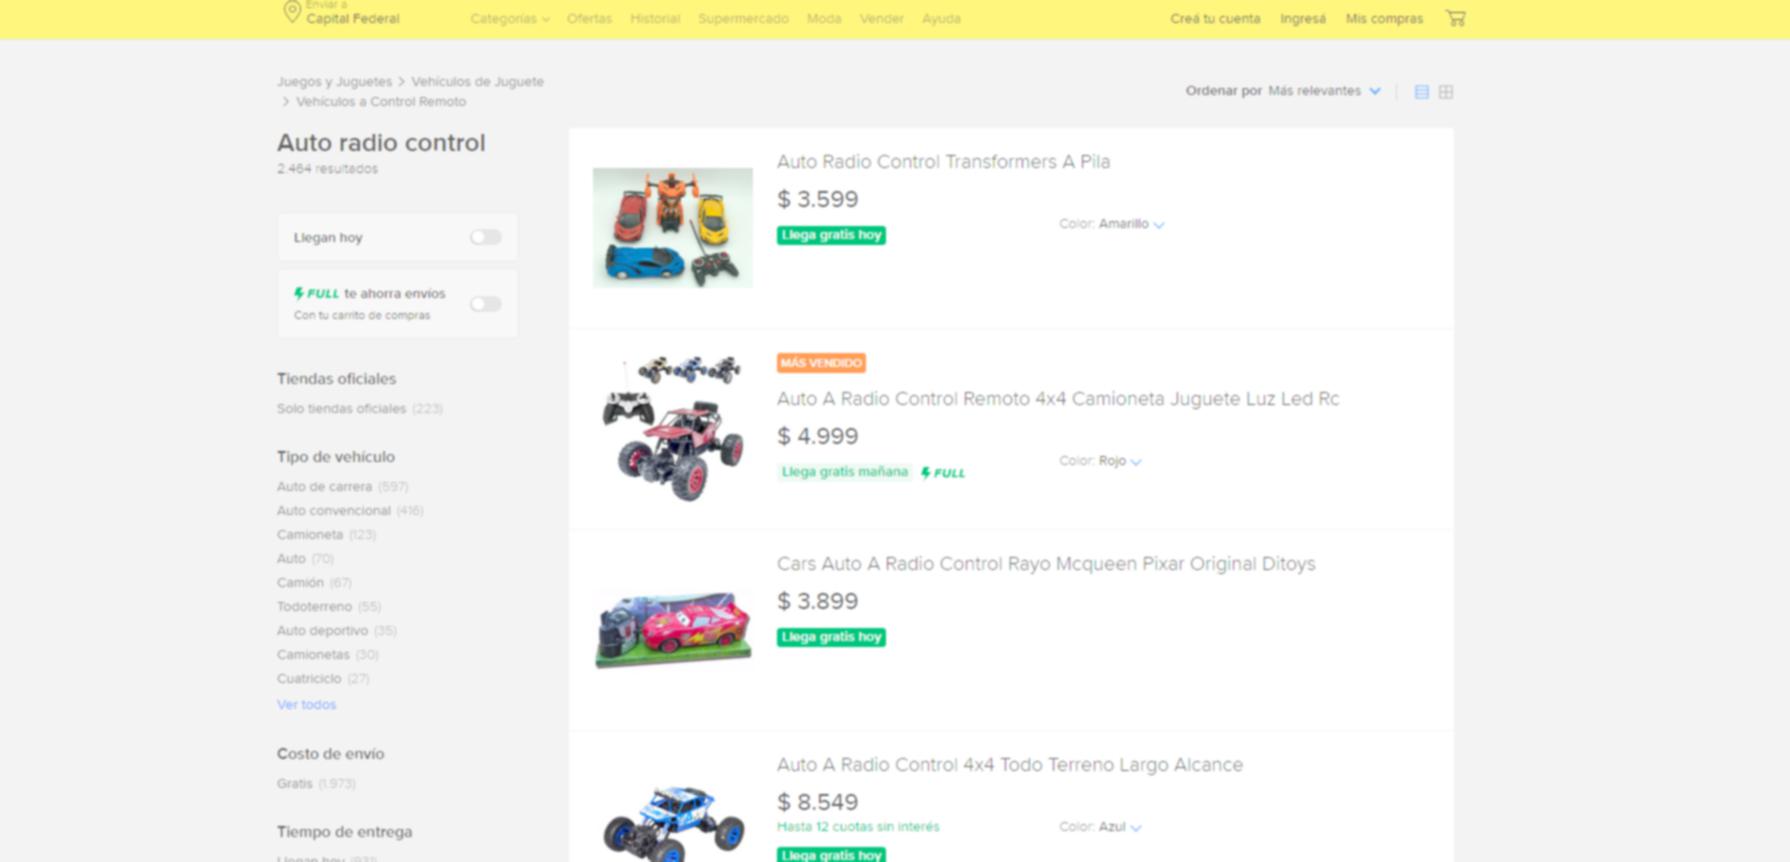 Enviar a
Capital Federal
Categorías Ofertas Historial Supermercado Moda Vender Ayuda
Creá tu cuenta Ingresá Mis compras
Juegos y Juguetes > Vehículos de Juguete
> Vehículos a Control Remoto
Ordenar por Más relevantes
Auto radio control
2.464 resultados
Llegan hoy
FULL te ahorra envíos
Con tu carrito de compras
Tiendas oficiales
Solo tiendas oficiales (223)
Tipo de vehículo
Auto de carrera (597)
Auto convencional (416)
Camioneta (123)
Auto (70)
Camión (67)
Todoterreno (55)
Auto deportivo (35)
Camionetas (30)
Cuatriciclo (27)
Ver todos
Costo de envío
Gratis (1.973)
Tiempo de entrega
Llegan hoy (931)
Auto Radio Control Transformers A Pila
$ 3.599
Llega gratis hoy
Color: Amarillo
MÁS VENDIDO
Auto A Radio Control Remoto 4x4 Camioneta Juguete Luz Led Rc
$ 4.999
Llega gratis mañana FULL
Color: Rojo
Cars Auto A Radio Control Rayo Mcqueen Pixar Original Ditoys
$ 3.899
Llega gratis hoy
Auto A Radio Control 4x4 Todo Terreno Largo Alcance
$ 8.549
Hasta 12 cuotas sin interés
Color: Azul
Llega gratis hoy